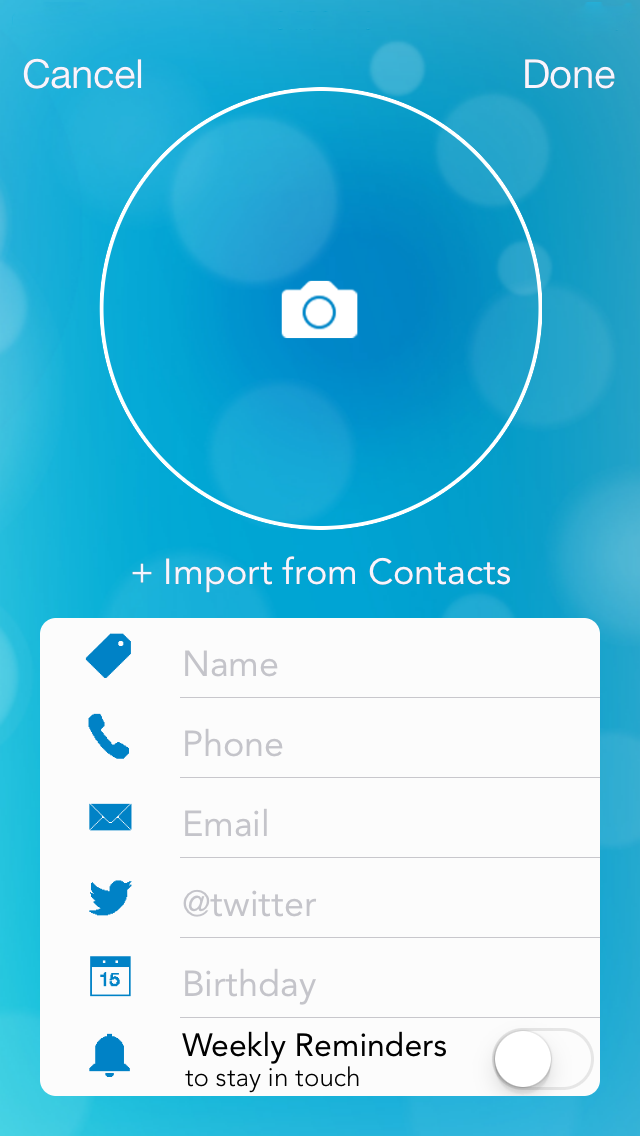 Cancel
Done
+ Import from Contacts
Name
Phone
Email
@twitter
15
Birthday
Weekly Reminders
to stay in touch